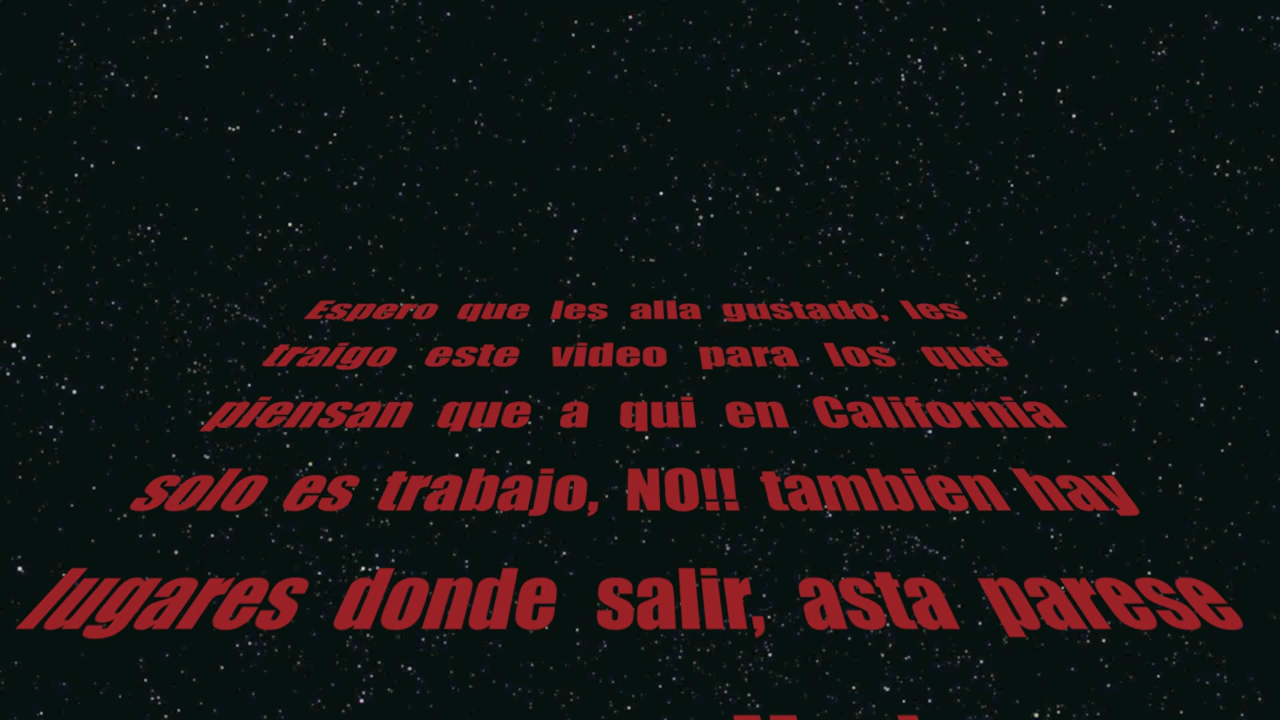 Espero que les alla gustado, les
traigo este video para los que
piensan que a qui en California
solo es trabajo, NO!! tambien hay
lugares donde salir, asta parese